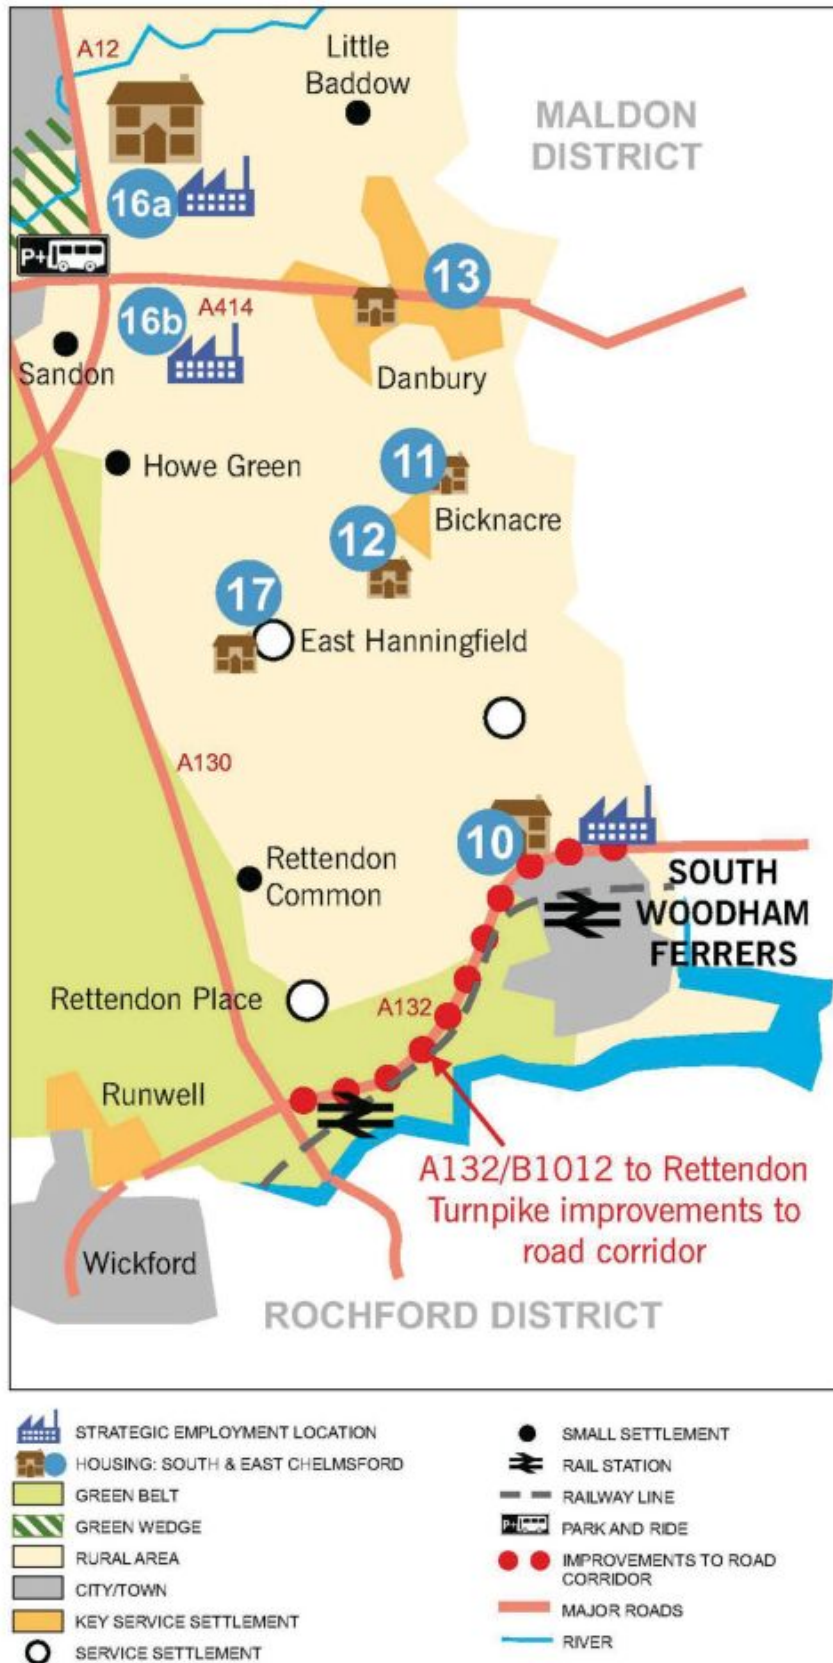 A12
Little
Baddow
MALDON
DISTRICT
16a
P+
13
16b
A414
Sandon
Danbury
Howe Green
11
Bicknacre
12
17
East Hanningfield
A130
10
Rettendon
Common
SOUTH
WOODHAM
FERRERS
Rettendon Place
A132
Runwell
A132/B1012 to Rettendon
Turnpike improvements to
road corridor
Wickford
ROCHFORD DISTRICT
STRATEGIC EMPLOYMENT LOCATION
HOUSING: SOUTH & EAST CHELMSFORD
GREEN BELT
GREEN WEDGE
RURAL AREA
CITY/TOWN
KEY SERVICE SETTLEMENT
SERVICE SETTLEMENT
SMALL SETTLEMENT
RAIL STATION
RAILWAY LINE
P+
PARK AND RIDE
IMPROVEMENTS TO ROAD
CORRIDOR
MAJOR ROADS
RIVER